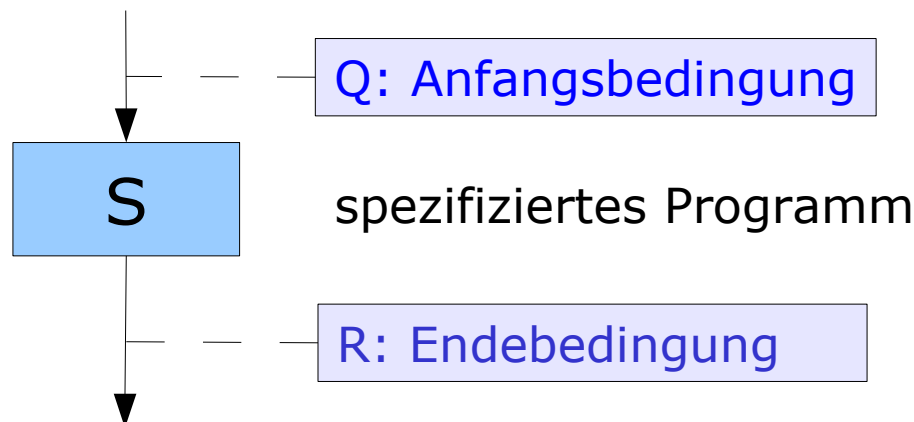 Q: Anfangsbedingung
S
spezifiziertes Programm
R: Endebedingung